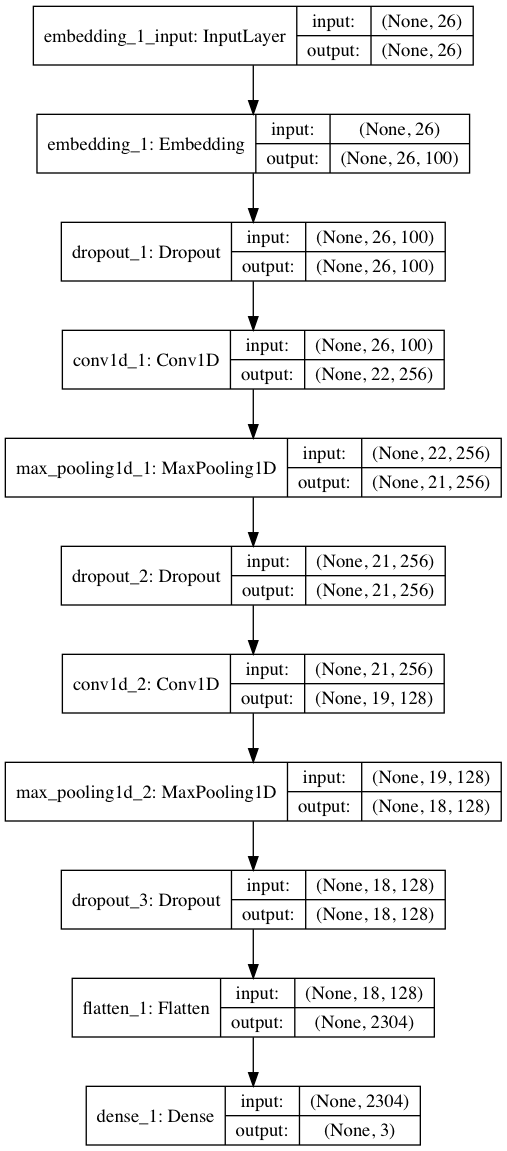 embedding_1_input: InputLayer
input: (None, 26)
output: (None, 26)
embedding_1: Embedding
input: (None, 26)
output: (None, 26, 100)
dropout_1: Dropout
input: (None, 26, 100)
output: (None, 26, 100)
conv1d_1: Conv1D
input: (None, 26, 100)
output: (None, 22, 256)
max_pooling1d_1: MaxPooling1D
input: (None, 22, 256)
output: (None, 21, 256)
dropout_2: Dropout
input: (None, 21, 256)
output: (None, 21, 256)
conv1d_2: Conv1D
input: (None, 21, 256)
output: (None, 19, 128)
max_pooling1d_2: MaxPooling1D
input: (None, 19, 128)
output: (None, 18, 128)
dropout_3: Dropout
input: (None, 18, 128)
output: (None, 18, 128)
flatten_1: Flatten
input: (None, 18, 128)
output: (None, 2304)
dense_1: Dense
input: (None, 2304)
output: (None, 3)